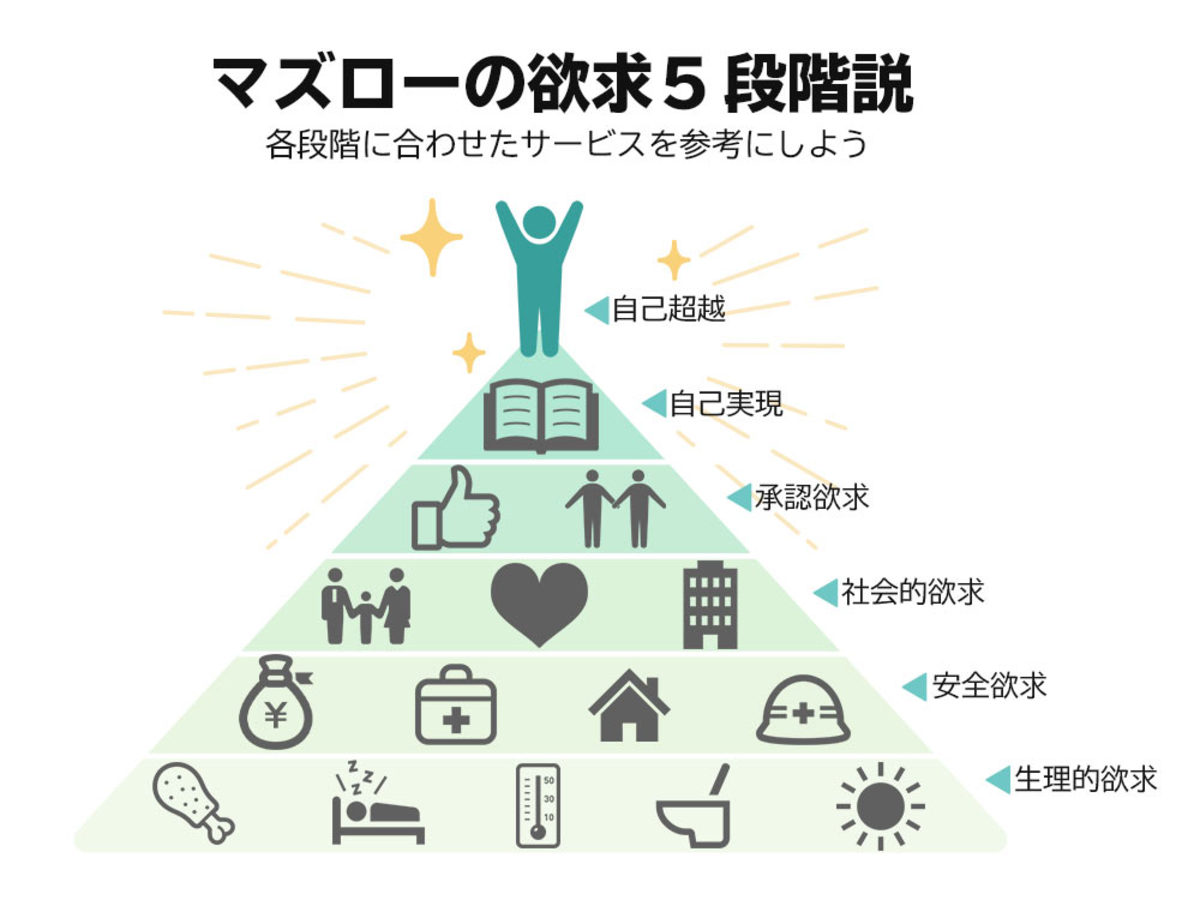 マズローの欲求5段階説
各段階に合わせたサービスを参考にしよう
自己超越
自己実現
承認欲求
社会的欲求
¥
安全欲求
zzz
50
30
10
生理的欲求